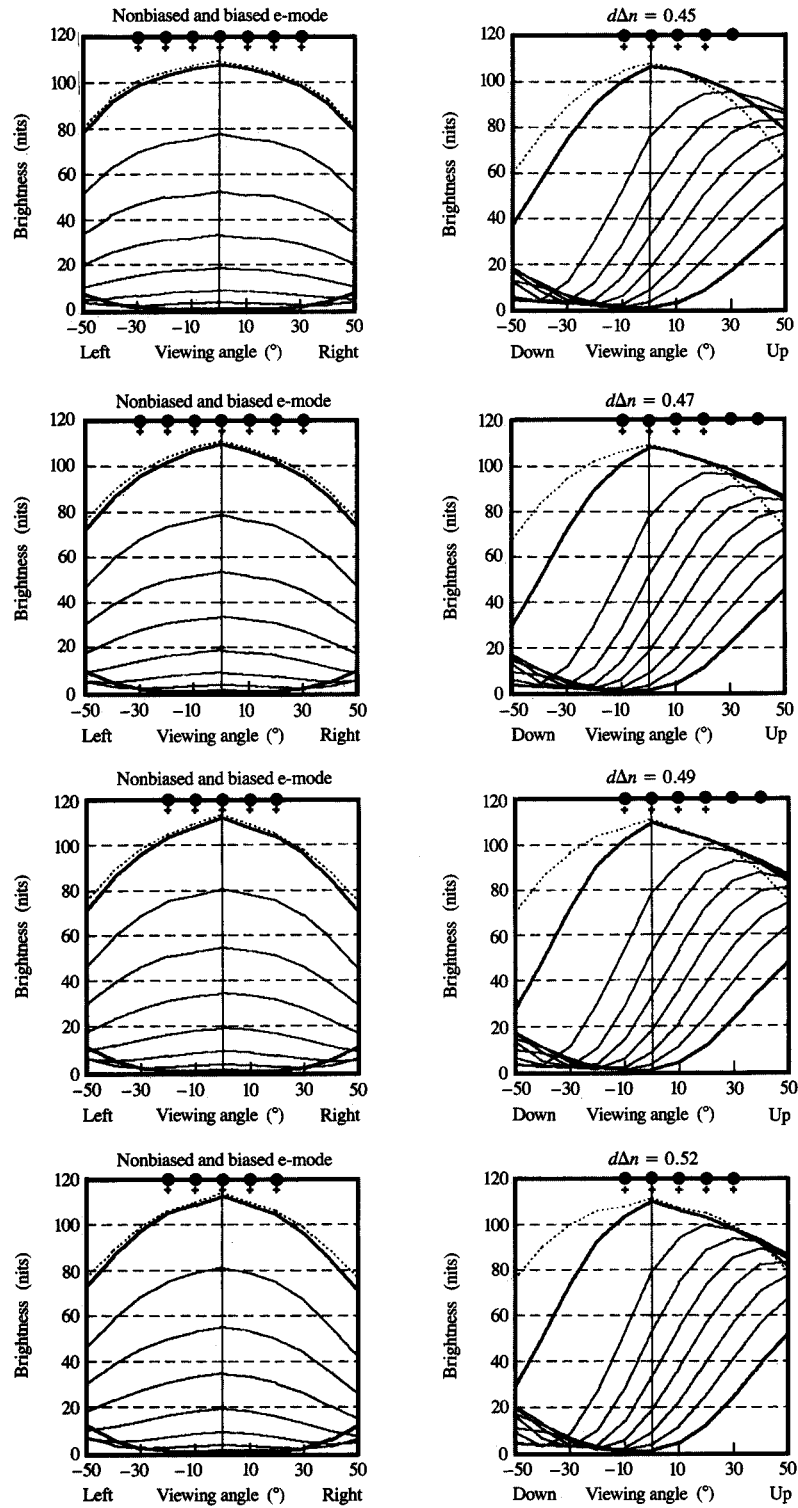 Nonbiased and biased e-mode
120
100
80
60
40
20
0
Brightness (nits)
−50 −30 −10 10 30 50
Left Viewing angle (°) Right
dΔn = 0.45
120
100
80
60
40
20
0
Brightness (nits)
−50 −30 −10 10 30 50
Down Viewing angle (°) Up
Nonbiased and biased e-mode
120
100
80
60
40
20
0
Brightness (nits)
−50 −30 −10 10 30 50
Left Viewing angle (°) Right
dΔn = 0.47
120
100
80
60
40
20
0
Brightness (nits)
−50 −30 −10 10 30 50
Down Viewing angle (°) Up
Nonbiased and biased e-mode
120
100
80
60
40
20
0
Brightness (nits)
−50 −30 −10 10 30 50
Left Viewing angle (°) Right
dΔn = 0.49
120
100
80
60
40
20
0
Brightness (nits)
−50 −30 −10 10 30 50
Down Viewing angle (°) Up
Nonbiased and biased e-mode
120
100
80
60
40
20
0
Brightness (nits)
−50 −30 −10 10 30 50
Left Viewing angle (°) Right
dΔn = 0.52
120
100
80
60
40
20
0
Brightness (nits)
−50 −30 −10 10 30 50
Down Viewing angle (°) Up